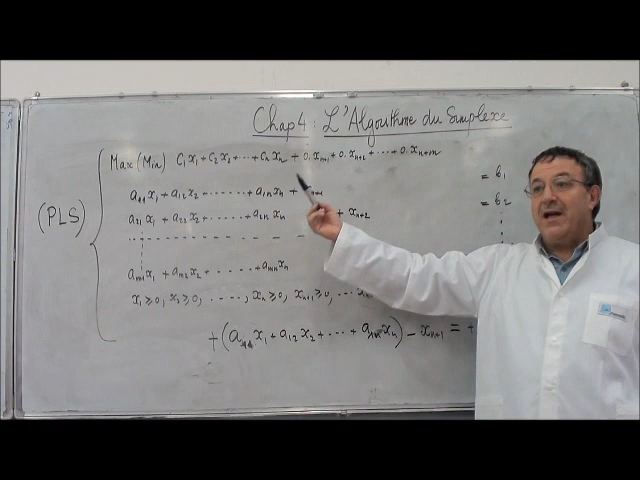 Chap4 : L'Algorithme du Simplexe
Max (Min) C₁x₁ + C₂x₂ + ... + Cₙxₙ + 0.xₙ₊₁ + 0.xₙ₊₂ + ... + 0.xₙ₊ₘ
a₁₁x₁ + a₁₂x₂ + ....... + a₁ₙxₙ + xₙ₊₁ = b₁
(PLS) a₂₁x₁ + a₂₂x₂ + ....... + a₂ₙxₙ + xₙ₊₂ = b₂
aₘ₁x₁ + aₘ₂x₂ + ....... + aₘₙxₙ
x₁ ≥ 0, x₂ ≥ 0, ....., xₙ ≥ 0, xₙ₊₁ ≥ 0, ...
+(a₁₁x₁ + a₁₂x₂ + ... + a₁ₙxₙ) - xₙ₊₁ = +